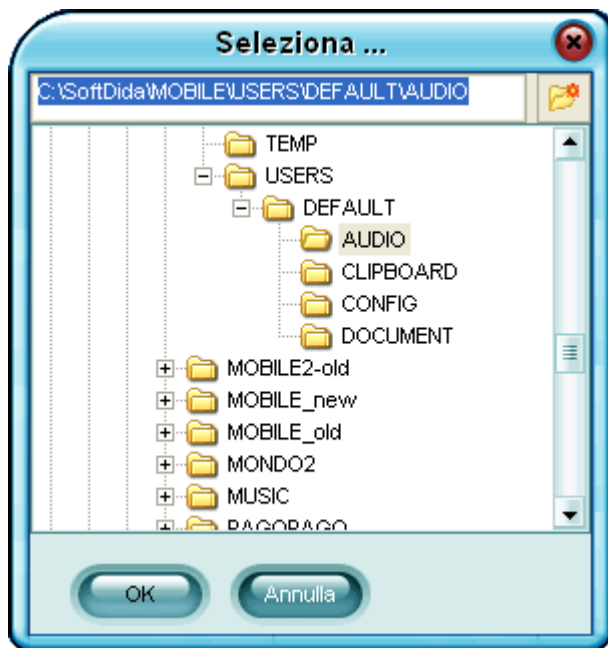 Seleziona ...
C:\SoftDida\MOBILE\USERS\DEFAULT\AUDIO
TEMP
USERS
DEFAULT
AUDIO
CLIPBOARD
CONFIG
DOCUMENT
MOBILE2-old
MOBILE_new
MOBILE_old
MONDO2
MUSIC
PAGOPAGO
OK Annulla